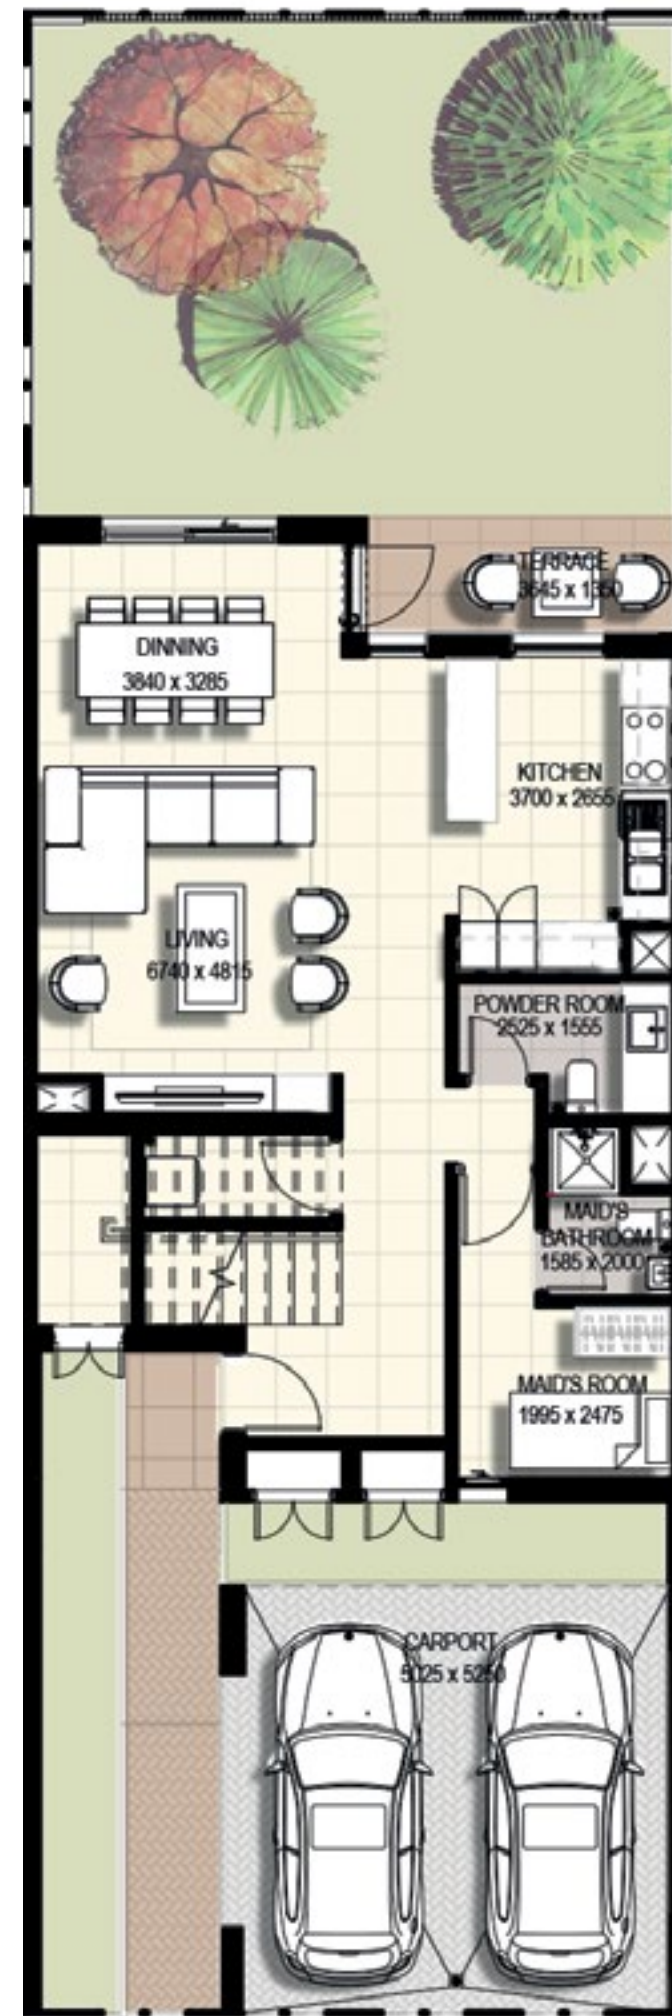 TERRACE
3645 x 1350
DINNING
3840 x 3285
KITCHEN
3700 x 2655
LIVING
6740 x 4815
POWDER ROOM
2525 x 1555
MAID'S
BATHROOM
1585 x 2000
MAID'S ROOM
1995 x 2475
CARPORT
5025 x 5250